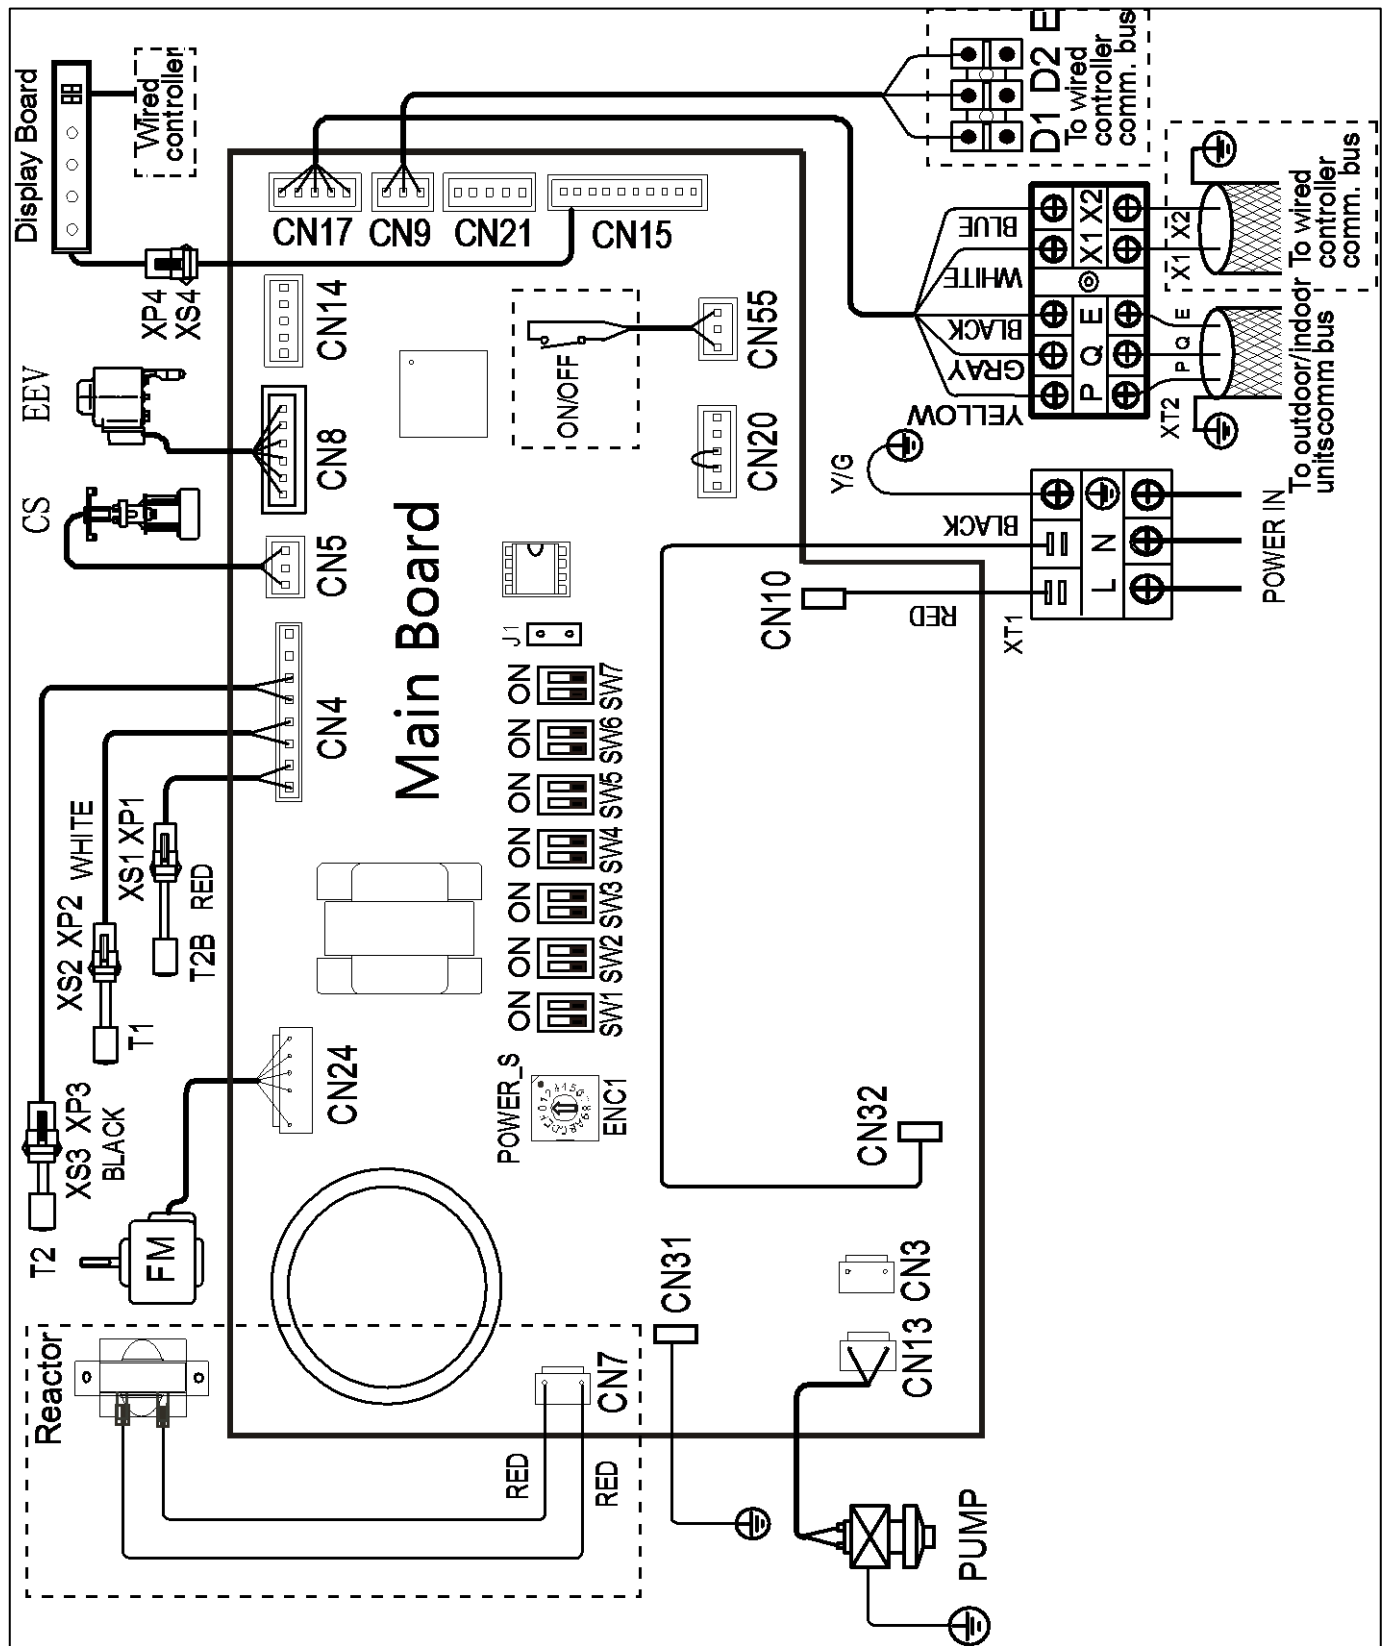 Display Board
Wired
controller
XP4
XS4
EEV
CS
CN17
CN9
CN21
CN15
CN14
CN8
CN5
CN4
ON/OFF
CN55
CN20
D1 D2 E
To wired
controller
comm. bus
BLUE
WHITE
BLACK
GRAY
YELLOW
X1 X2
P Q E
X1 X2
P Q E
To wired
controller
comm. bus
XT2
To outdoor/indoor
unitscomm bus
Y/G
BLACK
RED
XT1
L N
POWER IN
CN10
Main Board
J1
ON
ON
ON
ON
ON
ON
ON
SW1
SW2
SW3
SW4
SW5
SW6
SW7
XS1 XP1
RED
T2B
XS2 XP2
WHITE
T1
XS3 XP3
BLACK
T2
FM
CN24
POWER_S
ENC1
CN32
CN31
CN3
CN13
CN7
Reactor
RED
RED
PUMP